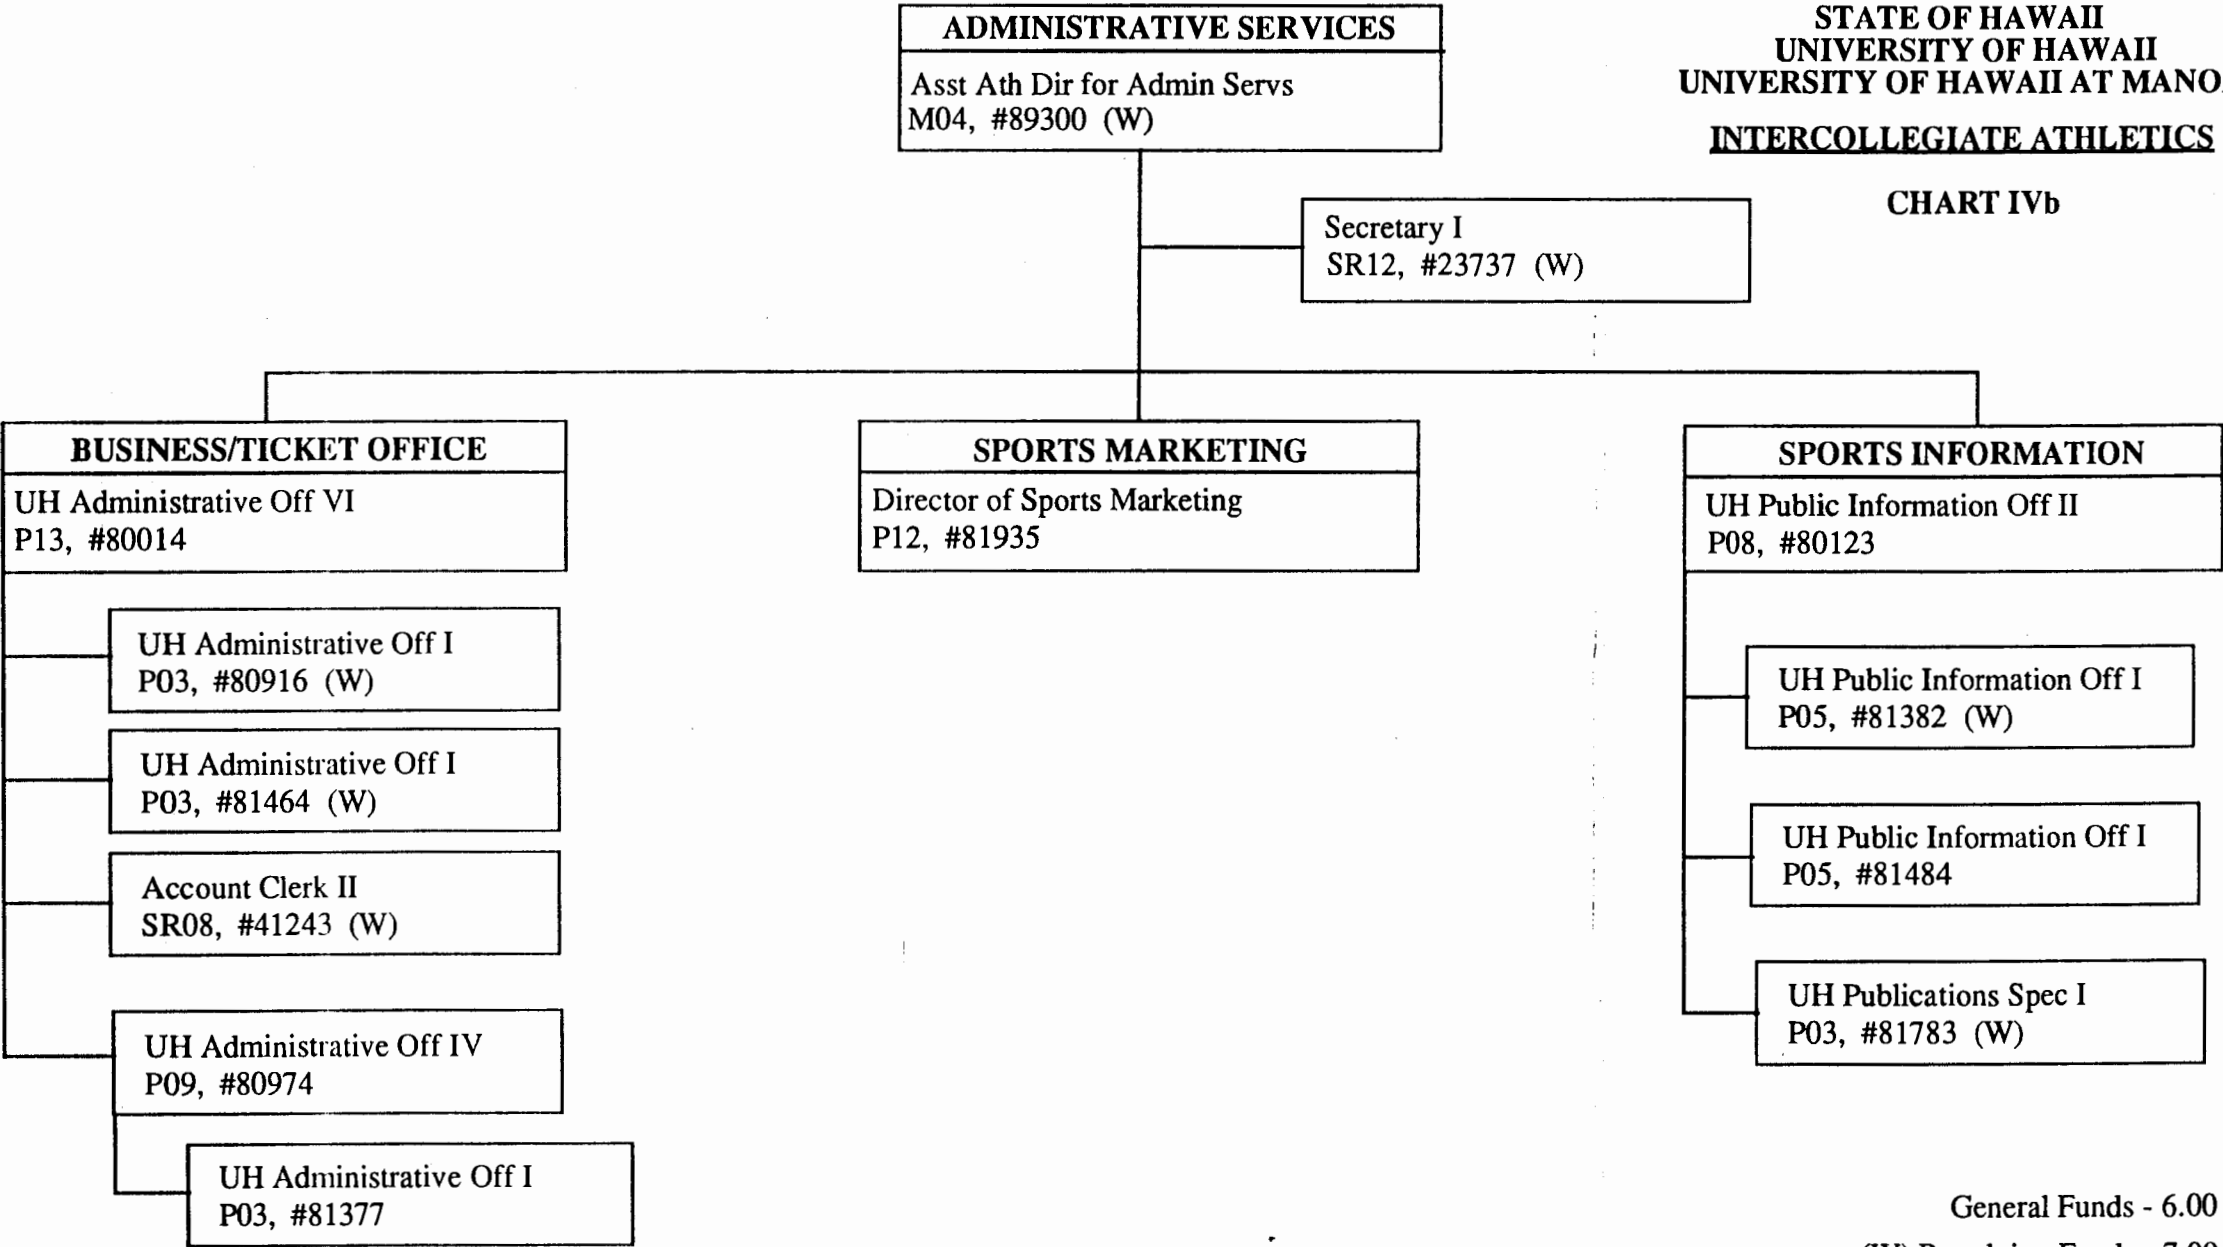 STATE OF HAWAII
UNIVERSITY OF HAWAII
UNIVERSITY OF HAWAII AT MANO
INTERCOLLEGIATE ATHLETICS
CHART IVb
ADMINISTRATIVE SERVICES
Asst Ath Dir for Admin Servs
M04, #89300 (W)
Secretary I
SR12, #23737 (W)
BUSINESS/TICKET OFFICE
UH Administrative Off VI
P13, #80014
UH Administrative Off I
P03, #80916 (W)
UH Administrative Off I
P03, #81464 (W)
Account Clerk II
SR08, #41243 (W)
UH Administrative Off IV
P09, #80974
UH Administrative Off I
P03, #81377
SPORTS MARKETING
Director of Sports Marketing
P12, #81935
SPORTS INFORMATION
UH Public Information Off II
P08, #80123
UH Public Information Off I
P05, #81382 (W)
UH Public Information Off I
P05, #81484
UH Publications Spec I
P03, #81783 (W)
General Funds - 6.00